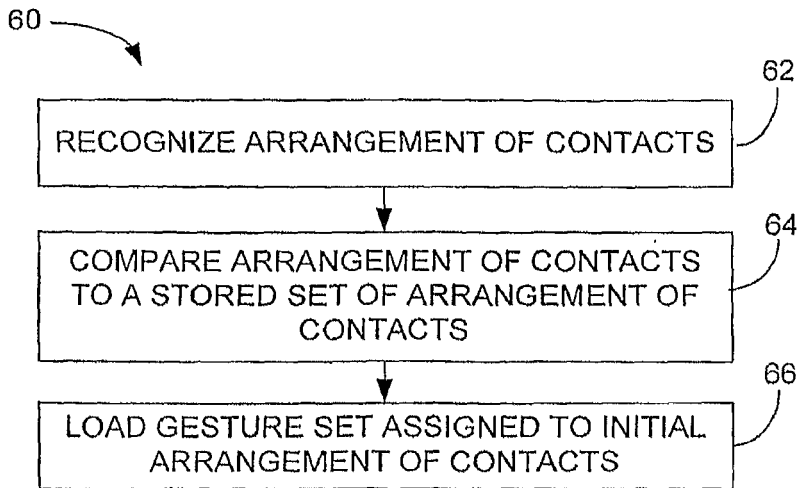 60
62
RECOGNIZE ARRANGEMENT OF CONTACTS
64
COMPARE ARRANGEMENT OF CONTACTS
TO A STORED SET OF ARRANGEMENT OF
CONTACTS
66
LOAD GESTURE SET ASSIGNED TO INITIAL
ARRANGEMENT OF CONTACTS